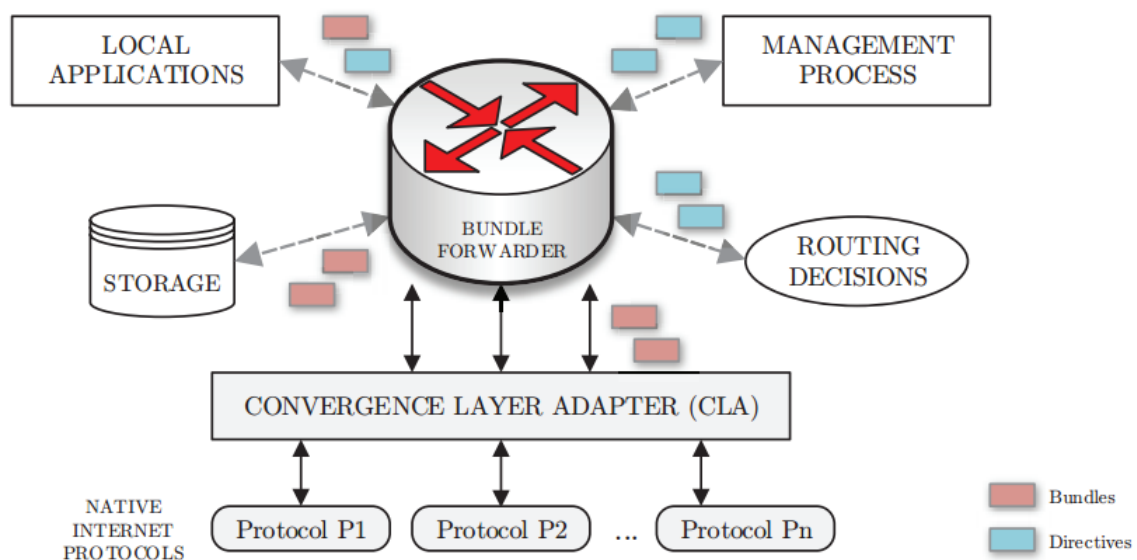 LOCAL
APPLICATIONS
MANAGEMENT
PROCESS
BUNDLE
FORWARDER
STORAGE
ROUTING
DECISIONS
CONVERGENCE LAYER ADAPTER (CLA)
NATIVE
INTERNET
PROTOCOLS
Protocol P1
Protocol P2
...
Protocol Pn
Bundles
Directives